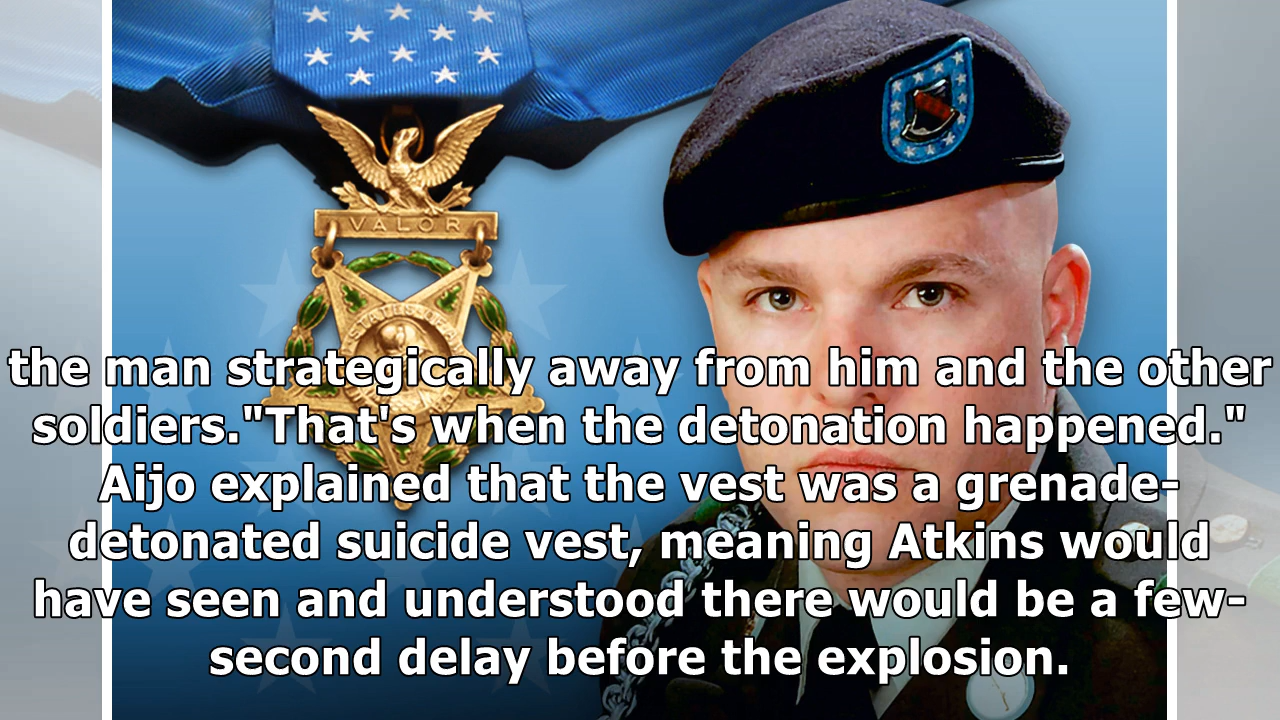 VALOR
the man strategically away from him and the other
soldiers."That's when the detonation happened."
Aijo explained that the vest was a grenade-
detonated suicide vest, meaning Atkins would
have seen and understood there would be a few-
second delay before the explosion.